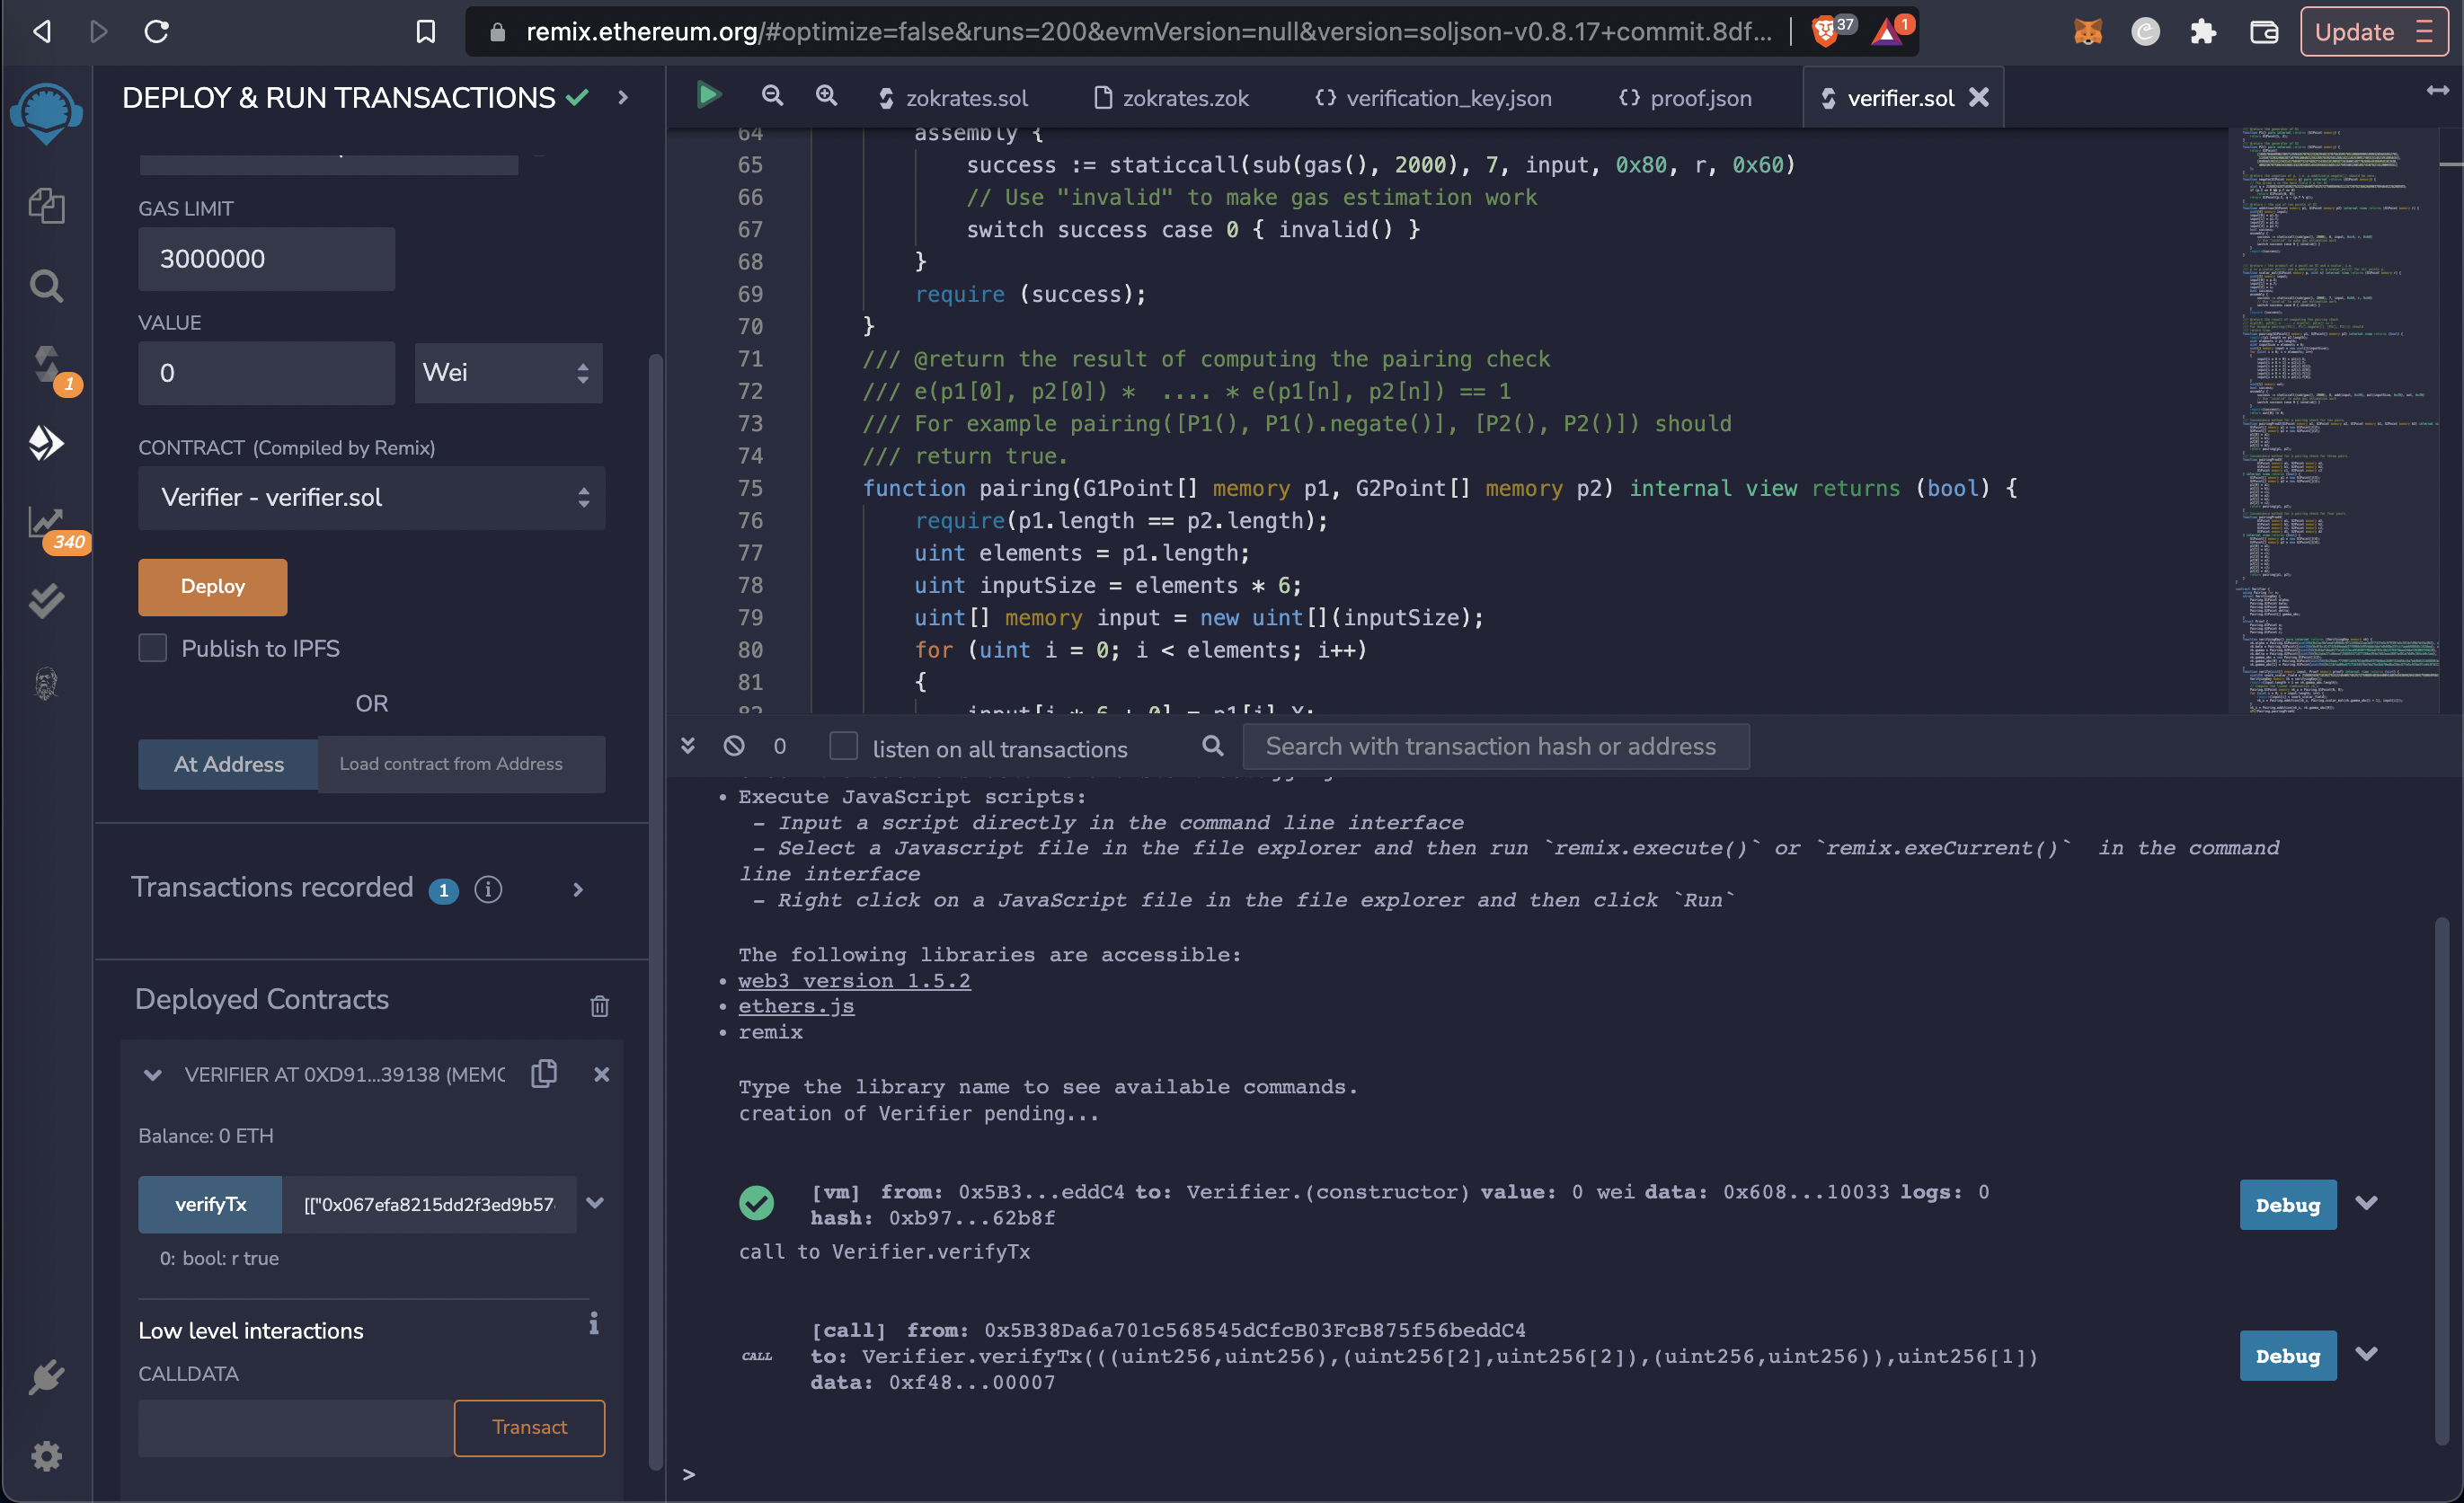 remix.ethereum.org/#optimize=false&runs=200&evmVersion=null&version=soljson-v0.8.17+commit.8df...
37
1
Update
DEPLOY & RUN TRANSACTIONS
GAS LIMIT
3000000
VALUE
0
Wei
CONTRACT (Compiled by Remix)
Verifier - verifier.sol
Deploy
Publish to IPFS
OR
At Address
Load contract from Address
Transactions recorded 1
Deployed Contracts
VERIFIER AT 0XD91...39138 (MEMO
Balance: 0 ETH
verifyTx
[["0x067efa8215dd2f3ed9b57
0: bool: r true
Low level interactions
CALLDATA
Transact
1
340
zokrates.sol
zokrates.zok
verification_key.json
proof.json
verifier.sol
64 assembly {
65 success := staticcall(sub(gas(), 2000), 7, input, 0x80, r, 0x60)
66 // Use "invalid" to make gas estimation work
67 switch success case 0 { invalid() }
68 }
69 require (success);
70 }
71 /// @return the result of computing the pairing check
72 /// e(p1[0], p2[0]) *  .... * e(p1[n], p2[n]) == 1
73 /// For example pairing([P1(), P1().negate()], [P2(), P2()]) should
74 /// return true.
75 function pairing(G1Point[] memory p1, G2Point[] memory p2) internal view returns (bool) {
76 require(p1.length == p2.length);
77 uint elements = p1.length;
78 uint inputSize = elements * 6;
79 uint[] memory input = new uint[](inputSize);
80 for (uint i = 0; i < elements; i++)
81 {
82 input[i * 6 + 0] = p1[i].X;
0
listen on all transactions
Search with transaction hash or address
• Execute JavaScript scripts:
- Input a script directly in the command line interface
- Select a Javascript file in the file explorer and then run `remix.execute()` or `remix.exeCurrent()`  in the command
line interface
- Right click on a JavaScript file in the file explorer and then click `Run`
The following libraries are accessible:
• web3 version 1.5.2
• ethers.js
• remix
Type the library name to see available commands.
creation of Verifier pending...
[vm] from: 0x5B3...eddC4 to: Verifier.(constructor) value: 0 wei data: 0x608...10033 logs: 0
hash: 0xb97...62b8f
Debug
call to Verifier.verifyTx
[call] from: 0x5B38Da6a701c568545dCfcB03FcB875f56beddC4
CALL to: Verifier.verifyTx(((uint256,uint256),(uint256[2],uint256[2]),(uint256,uint256)),uint256[1])
data: 0xf48...00007
Debug
>